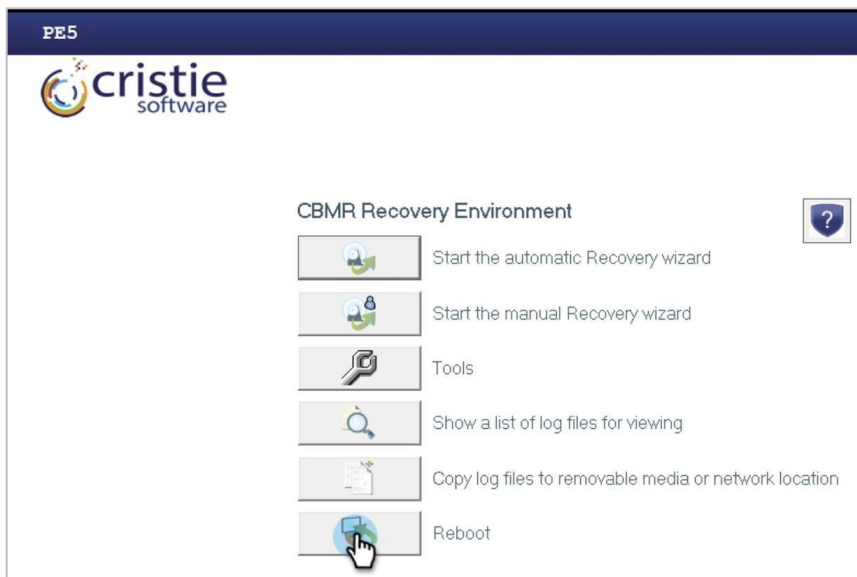 PE5
cristie
software
CBMR Recovery Environment
?
Start the automatic Recovery wizard
Start the manual Recovery wizard
Tools
Show a list of log files for viewing
Copy log files to removable media or network location
Reboot